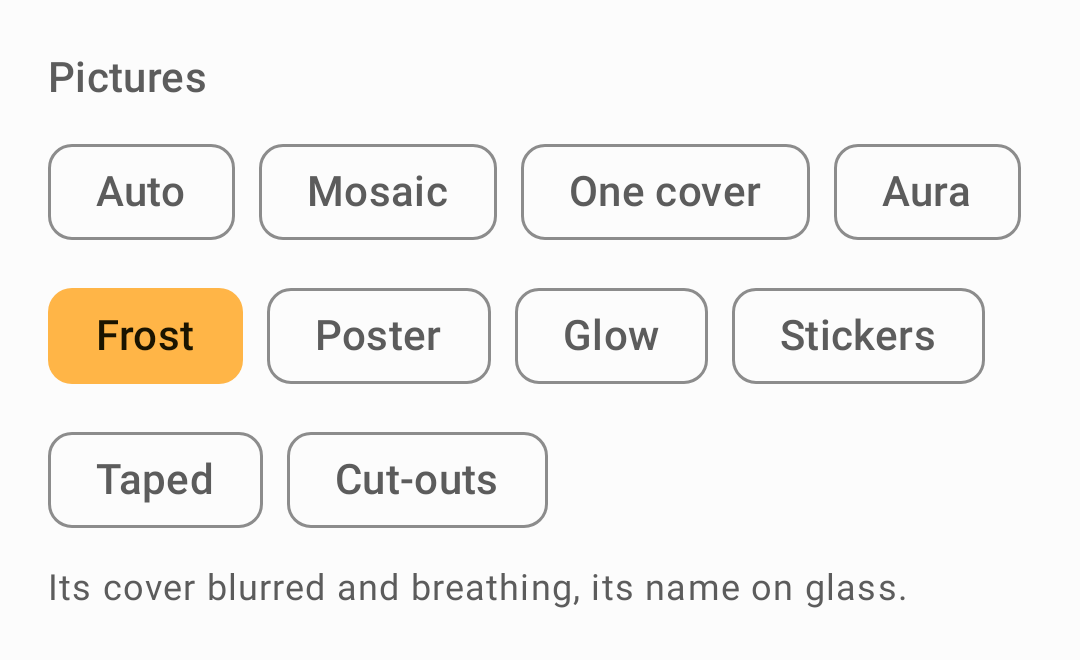 Pictures
Auto Mosaic One cover Aura
Frost Poster Glow Stickers
Taped Cut-outs
Its cover blurred and breathing, its name on glass.